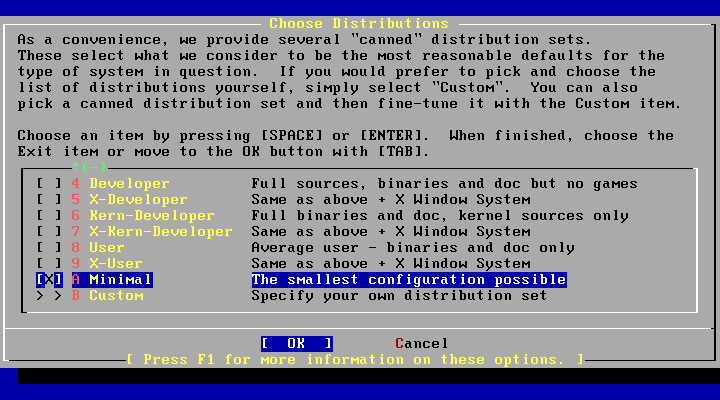 Choose Distributions
As a convenience, we provide several "canned" distribution sets.
These select what we consider to be the most reasonable defaults for the
type of system in question.  If you would prefer to pick and choose the
list of distributions yourself, simply select "Custom".  You can also
pick a canned distribution set and then fine-tune it with the Custom item.
Choose an item by pressing [SPACE] or [ENTER].  When finished, choose the
Exit item or move to the OK button with [TAB].
↑(-)
[ ] 4 Developer Full sources, binaries and doc but no games
[ ] 5 X-Developer Same as above + X Window System
[ ] 6 Kern-Developer Full binaries and doc, kernel sources only
[ ] 7 X-Kern-Developer Same as above + X Window System
[ ] 8 User Average user - binaries and doc only
[ ] 9 X-User Same as above + X Window System
[X] A Minimal The smallest configuration possible
> > B Custom Specify your own distribution set
[ OK ] Cancel
[ Press F1 for more information on these options. ]